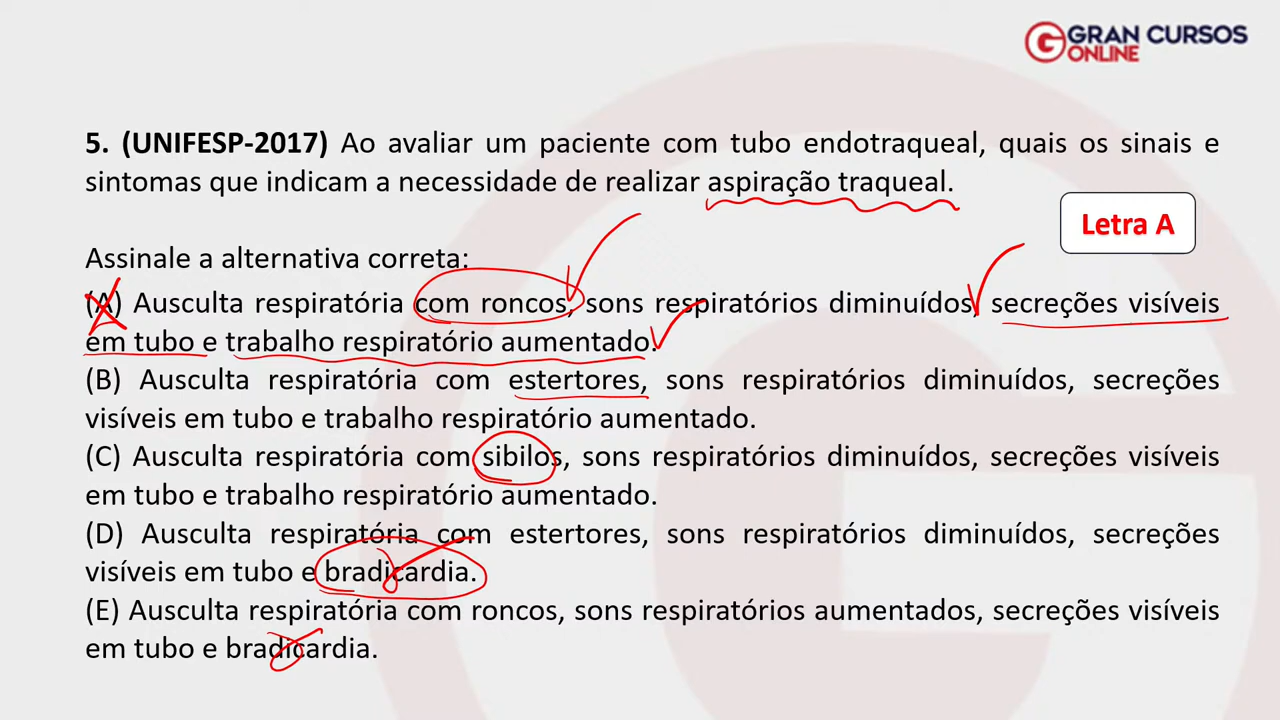 GRAN CURSOS
ONLINE
5. (UNIFESP-2017) Ao avaliar um paciente com tubo endotraqueal, quais os sinais e
sintomas que indicam a necessidade de realizar aspiração traqueal.
Letra A
Assinale a alternativa correta:
(A) Ausculta respiratória com roncos, sons respiratórios diminuídos, secreções visíveis
em tubo e trabalho respiratório aumentado.
(B) Ausculta respiratória com estertores, sons respiratórios diminuídos, secreções
visíveis em tubo e trabalho respiratório aumentado.
(C) Ausculta respiratória com sibilos, sons respiratórios diminuídos, secreções visíveis
em tubo e trabalho respiratório aumentado.
(D) Ausculta respiratória com estertores, sons respiratórios diminuídos, secreções
visíveis em tubo e bradicardia.
(E) Ausculta respiratória com roncos, sons respiratórios aumentados, secreções visíveis
em tubo e bradicardia.